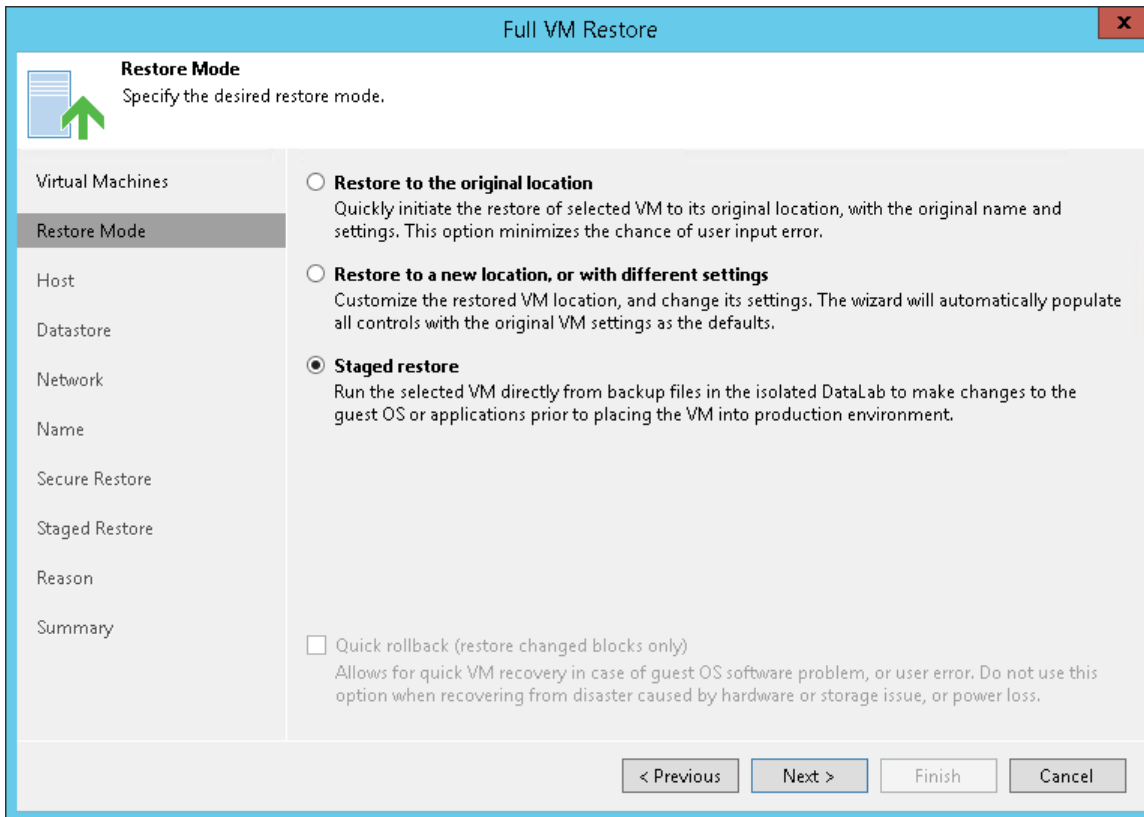 Full VM Restore
x
Restore Mode
Specify the desired restore mode.
Virtual Machines
Restore Mode
Host
Datastore
Network
Name
Secure Restore
Staged Restore
Reason
Summary
Restore to the original location
Quickly initiate the restore of selected VM to its original location, with the original name and
settings. This option minimizes the chance of user input error.
Restore to a new location, or with different settings
Customize the restored VM location, and change its settings. The wizard will automatically populate
all controls with the original VM settings as the defaults.
Staged restore
Run the selected VM directly from backup files in the isolated DataLab to make changes to the
guest OS or applications prior to placing the VM into production environment.
Quick rollback (restore changed blocks only)
Allows for quick VM recovery in case of guest OS software problem, or user error. Do not use this
option when recovering from disaster caused by hardware or storage issue, or power loss.
< Previous
Next >
Finish
Cancel